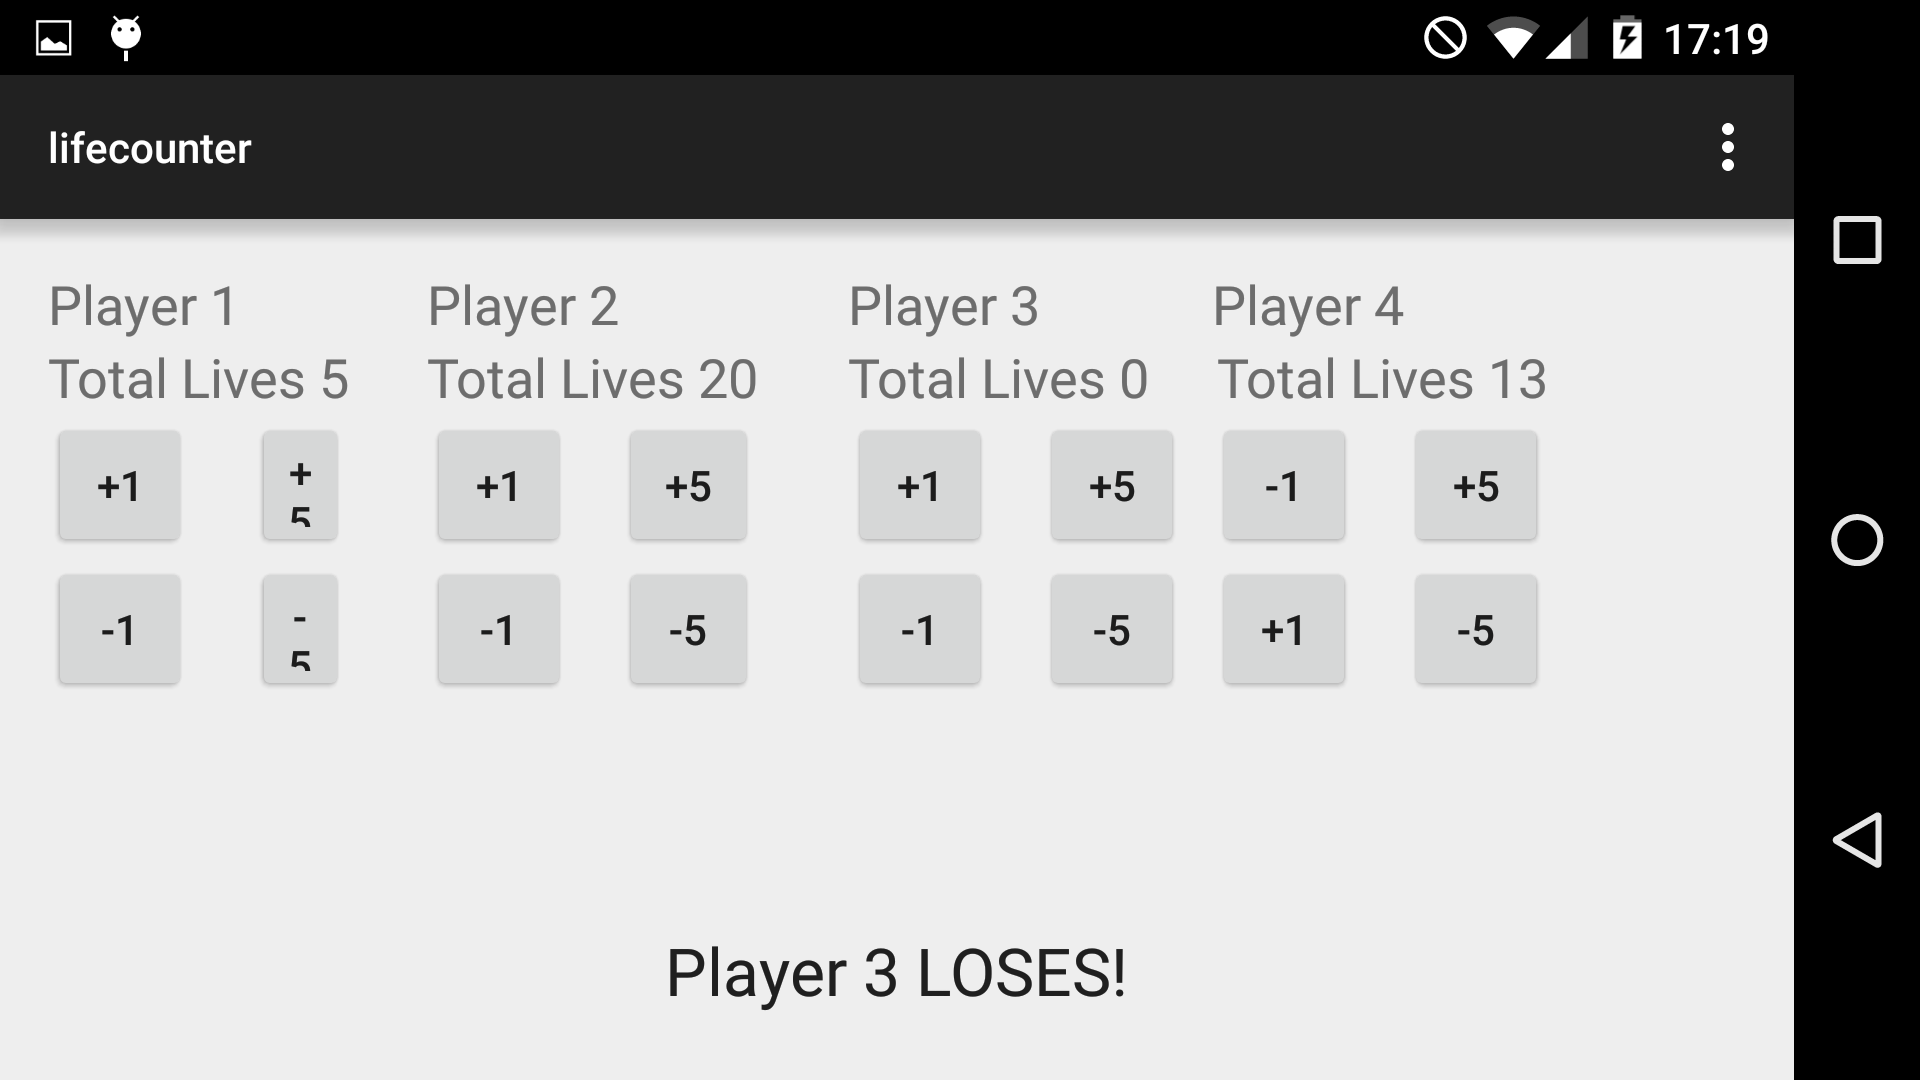 17:19
lifecounter
Player 1 Player 2 Player 3 Player 4
Total Lives 5 Total Lives 20 Total Lives 0 Total Lives 13
+1 +5 +1 +5 +1 +5 -1 +5
-1 -5 -1 -5 -1 -5 +1 -5
Player 3 LOSES!